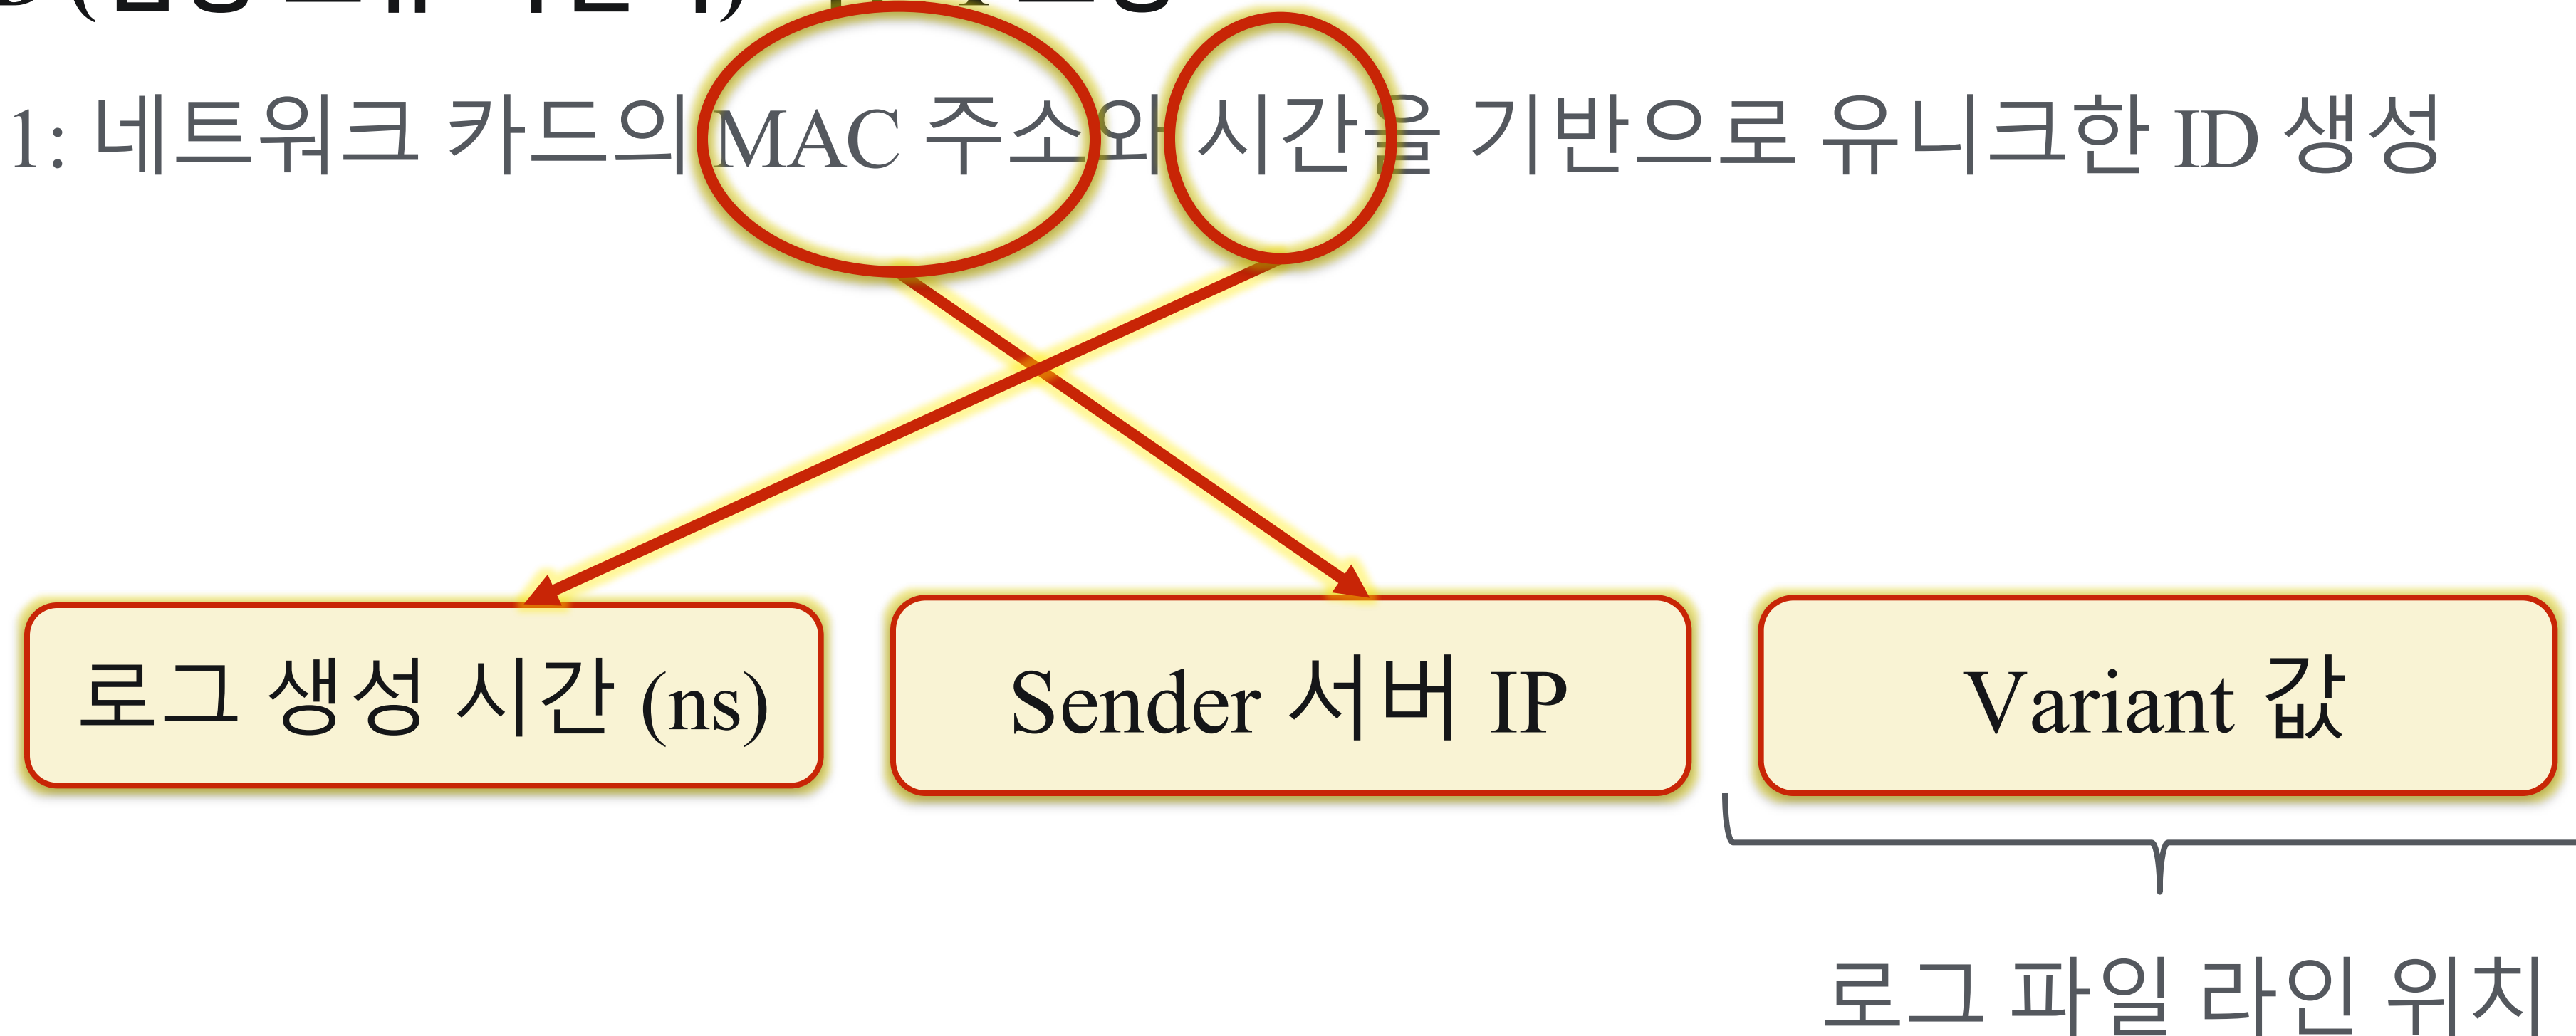 1: 네트워크 카드의 MAC 주소와 시간을 기반으로 유니크한 ID 생성
로그 생성 시간 (ns)
Sender 서버 IP
Variant 값
로그 파일 라인 위치